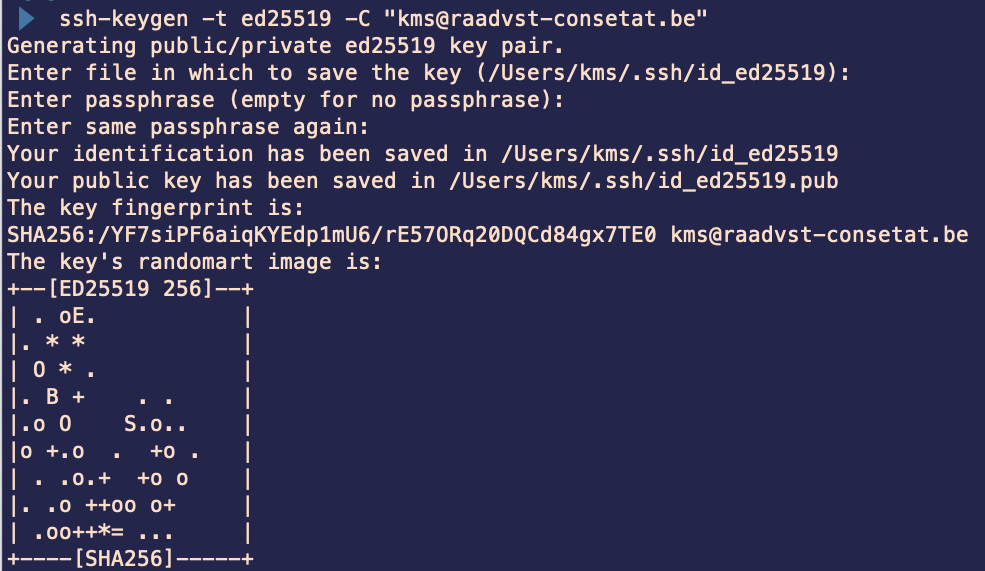 ssh-keygen -t ed25519 -C "kms@raadvst-consetat.be"
Generating public/private ed25519 key pair.
Enter file in which to save the key (/Users/kms/.ssh/id_ed25519):
Enter passphrase (empty for no passphrase):
Enter same passphrase again:
Your identification has been saved in /Users/kms/.ssh/id_ed25519
Your public key has been saved in /Users/kms/.ssh/id_ed25519.pub
The key fingerprint is:
SHA256:/YF7siPF6aiqKYEdp1mU6/rE57ORq20DQCd84gx7TE0 kms@raadvst-consetat.be
The key's randomart image is:
+--[ED25519 256]--+
| . oE.           |
|. * *            |
| O * .           |
|. B +    . .     |
|.o O    S.o..    |
|o +.o  .  +o .   |
| . .o.+  +o o    |
|. .o ++oo o+     |
| .oo++*= ...     |
+----[SHA256]-----+